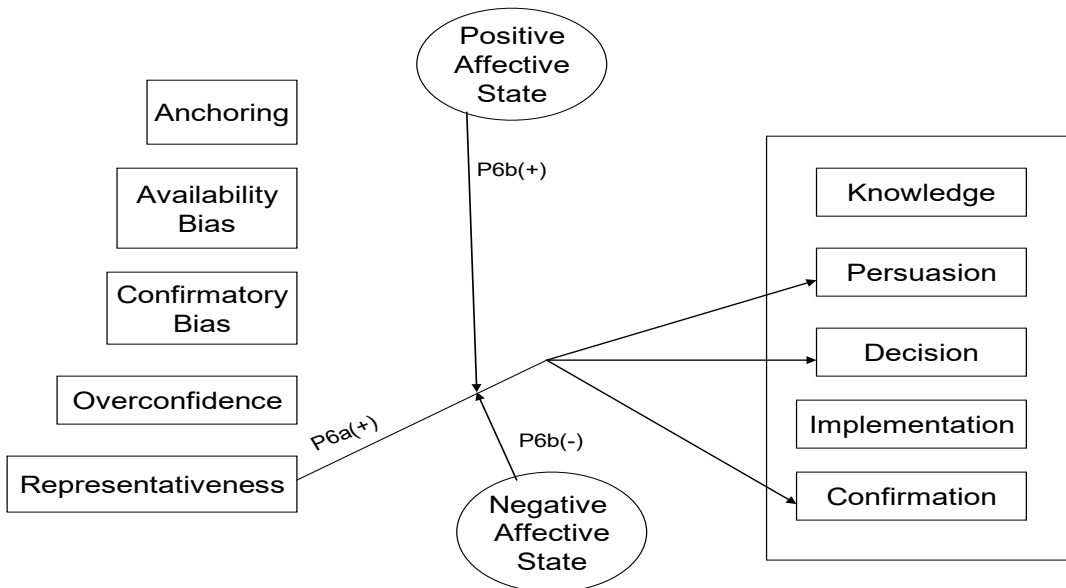 Positive
Affective
State
Anchoring
Availability
Bias
Confirmatory
Bias
Overconfidence
Representativeness
P6b(+)
P6a(+)
P6b(-)
Negative
Affective
State
Knowledge
Persuasion
Decision
Implementation
Confirmation